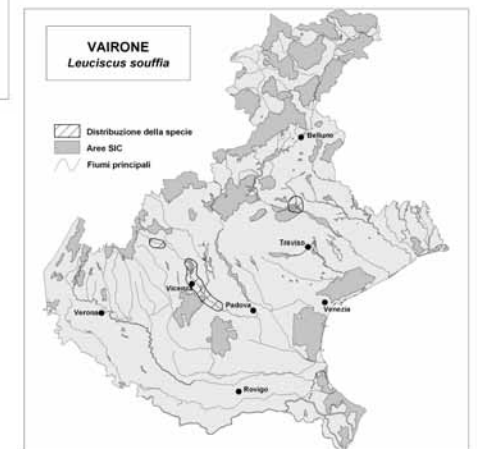 VAIRONE
Leuciscus souffia
Distribuzione della specie
Aree SIC
Fiumi principali
Belluno
Treviso
Vicenza
Padova
Venezia
Verona
Rovigo